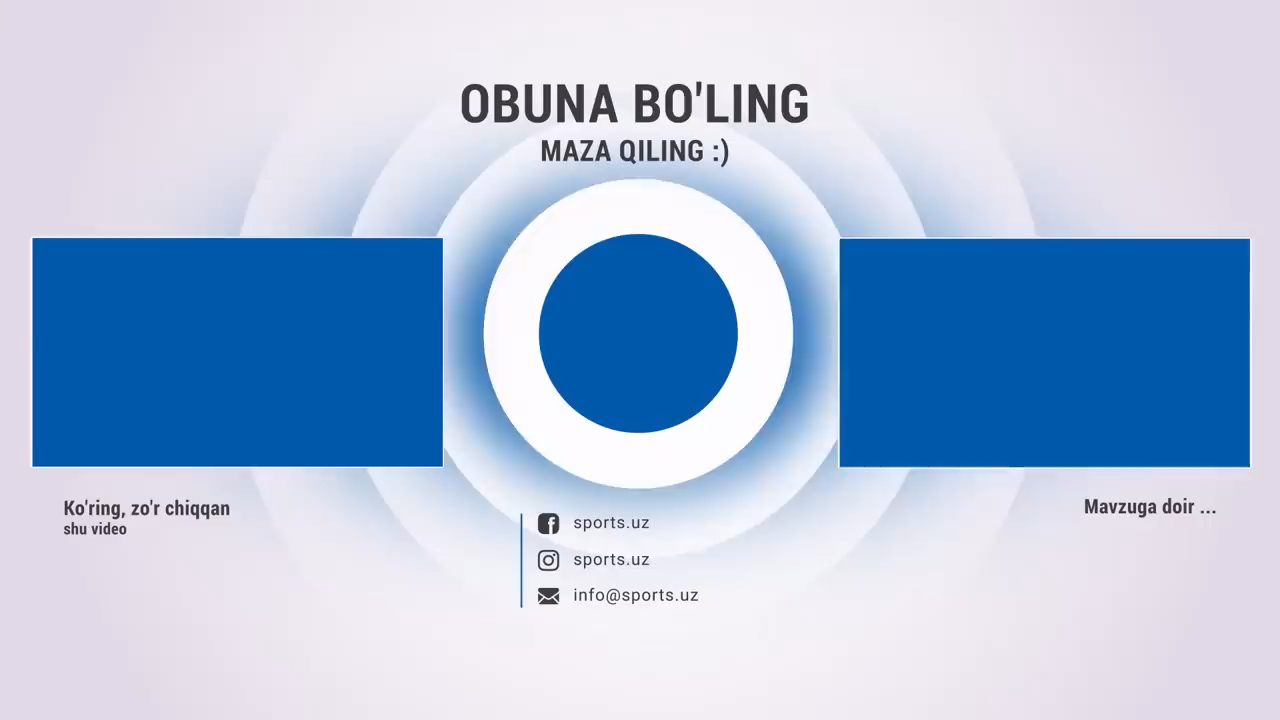 OBUNA BO'LING
MAZA QILING :)
Ko'ring, zo'r chiqqan
shu video
Mavzuga doir ...
sports.uz
sports.uz
info@sports.uz